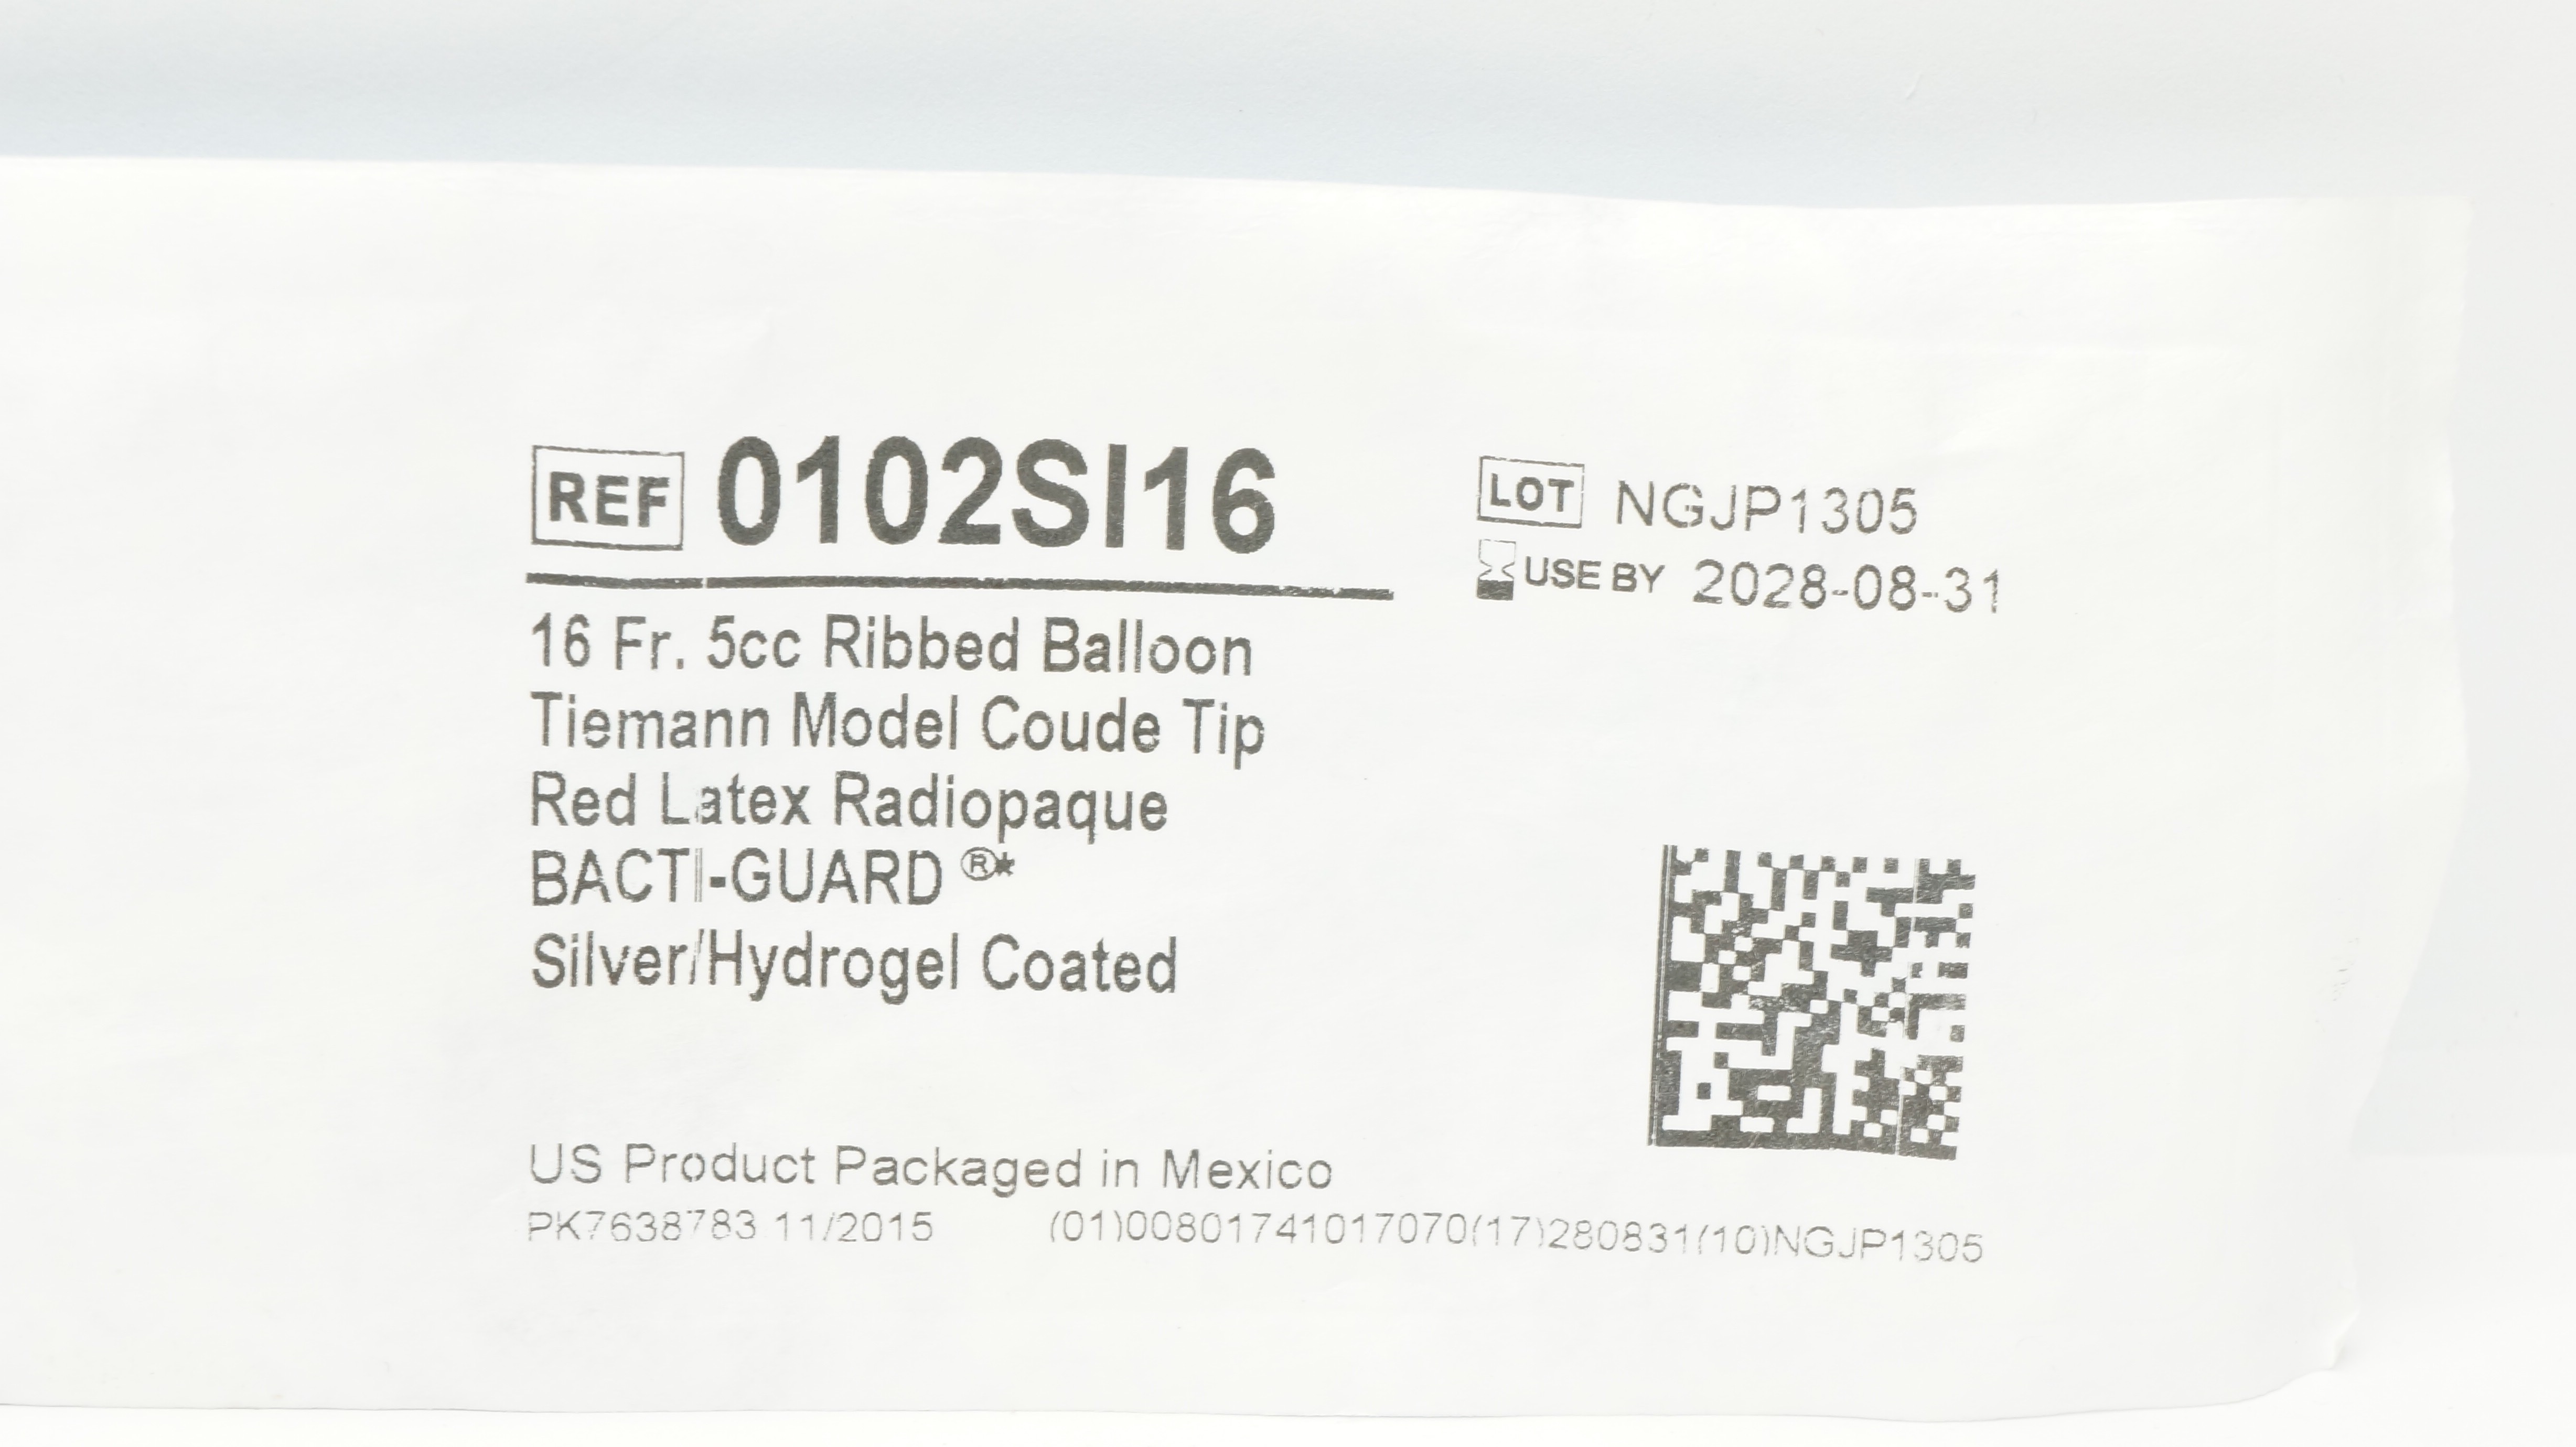 REF 0102SI16
LOT NGJP1305
USE BY 2028-08-31
16 Fr. 5cc Ribbed Balloon
Tiemann Model Coude Tip
Red Latex Radiopaque
BACTI-GUARD ®*
Silver/Hydrogel Coated
US Product Packaged in Mexico
PK7638783 11/2015 (01)00801741017070(17)280831(10)NGJP1305